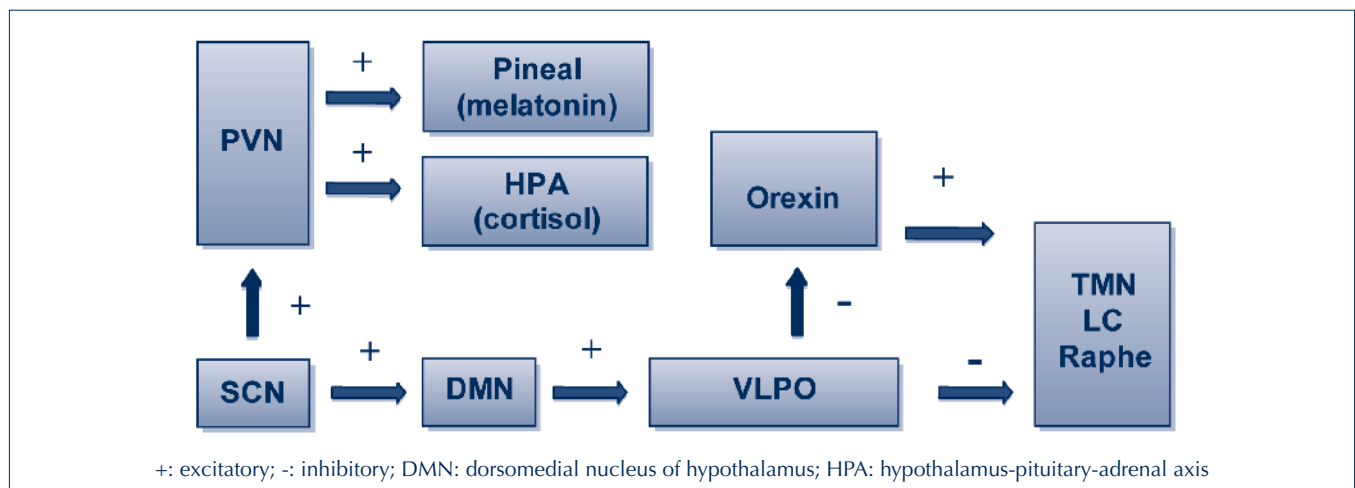 +
Pineal
(melatonin)
PVN
+
HPA
(cortisol)
Orexin
+
TMN
LC
Raphe
+
-
+
+
-
SCN
DMN
VLPO
+: excitatory; -: inhibitory; DMN: dorsomedial nucleus of hypothalamus; HPA: hypothalamus-pituitary-adrenal axis